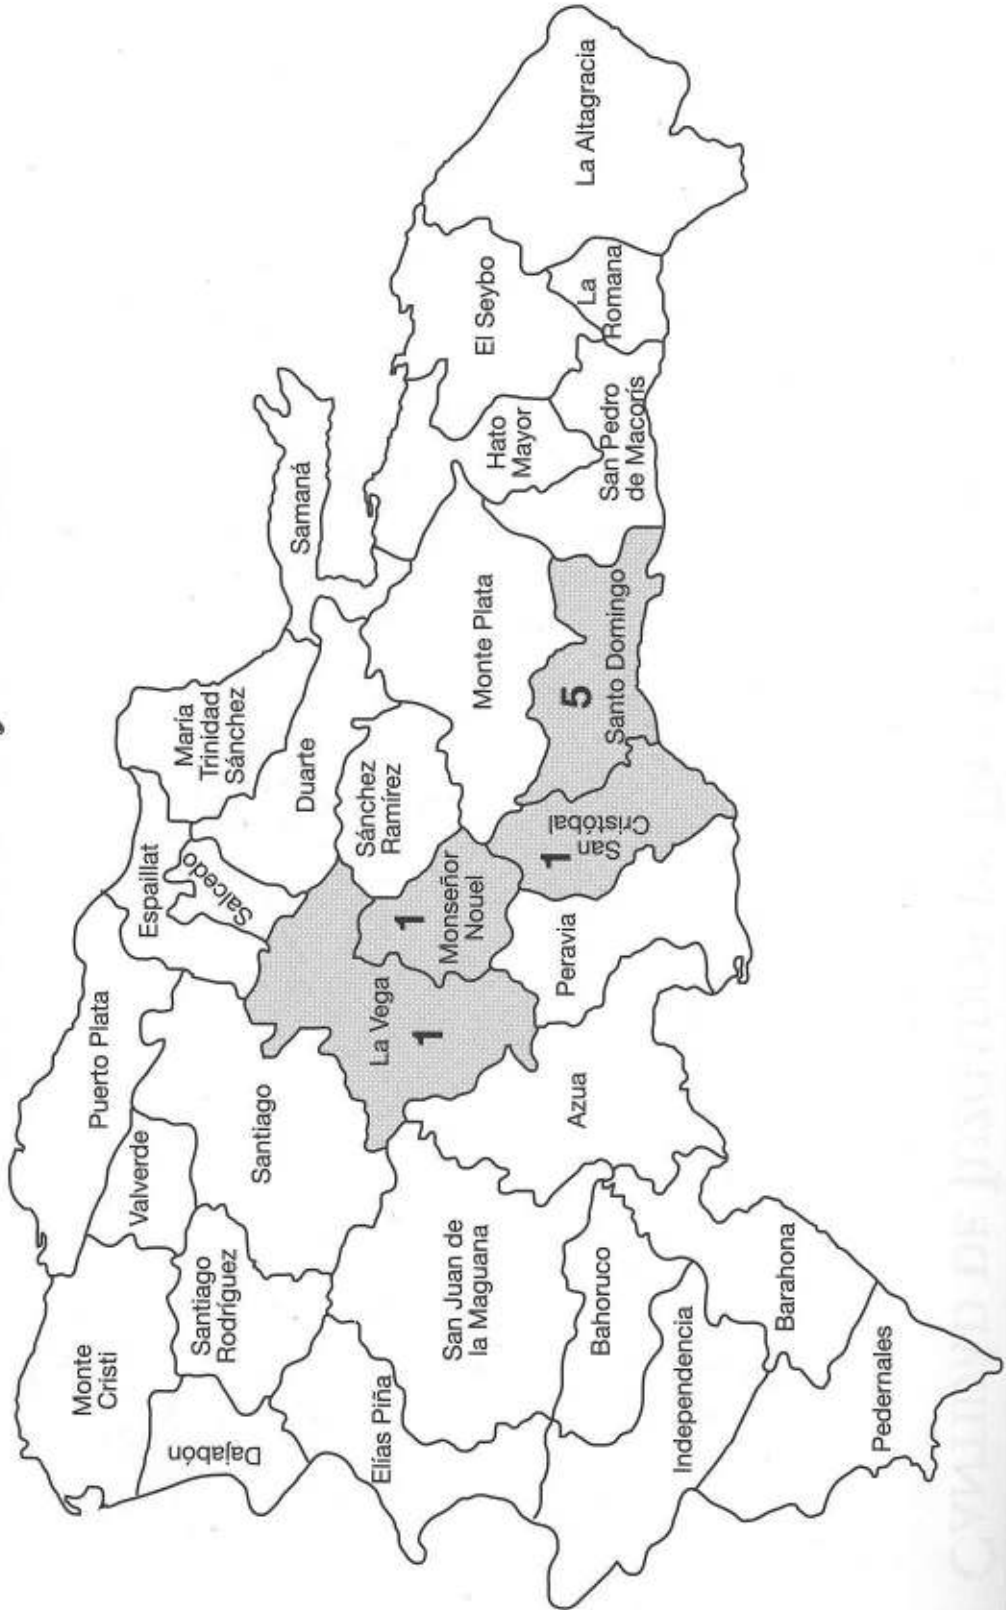 Monte
Cristi
Dajabón
Santiago
Rodríguez
Valverde
Puerto Plata
Espaillat
Salcedo
Santiago
María
Trinidad
Sánchez
Duarte
Samaná
Sánchez
Ramírez
La Vega
1
1
Monseñor
Nouel
Monte Plata
Hato
Mayor
El Seybo
La Altagracia
La
Romana
San Pedro
de Macorís
5
Santo Domingo
1
San
Cristóbal
Peravia
Azua
San Juan de
la Maguana
Elías Piña
Bahoruco
Independencia
Barahona
Pedernales